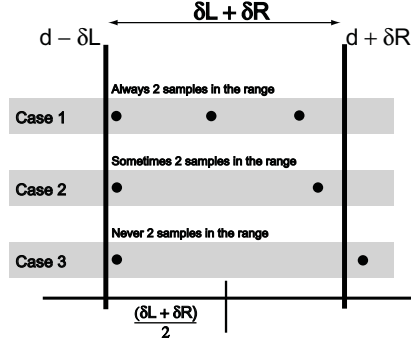 δL + δR
d − δL
d + δR
Always 2 samples in the range
Case 1
Sometimes 2 samples in the range
Case 2
Never 2 samples in the range
Case 3
(δL + δR)
2